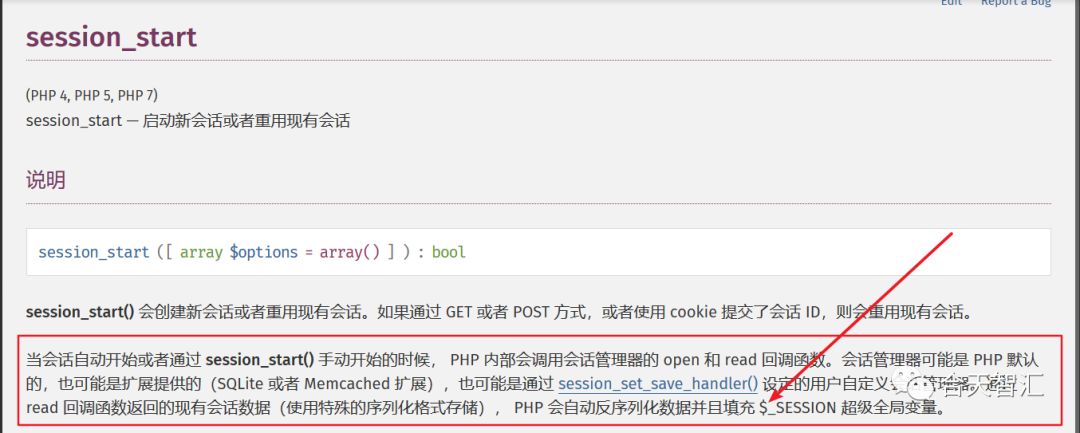 Edit Report a Bug
session_start
(PHP 4, PHP 5, PHP 7)
session_start — 启动新会话或者重用现有会话
说明
session_start ([ array $options = array() ] ) : bool
session_start() 会创建新会话或者重用现有会话。如果通过 GET 或者 POST 方式，或者使用 cookie 提交了会话 ID，则会重用现有会话。
当会话自动开始或者通过 session_start() 手动开始的时候， PHP 内部会调用会话管理器的 open 和 read 回调函数。会话管理器可能是 PHP 默认
的，也可能是扩展提供的（SQLite 或者 Memcached 扩展），也可能是通过 session_set_save_handler() 设定的用户自定义 管理器。通过
read 回调函数返回的现有会话数据（使用特殊的序列化格式存储）， PHP 会自动反序列化数据并且填充 $_SESSION 超级全局变量。
合天智汇